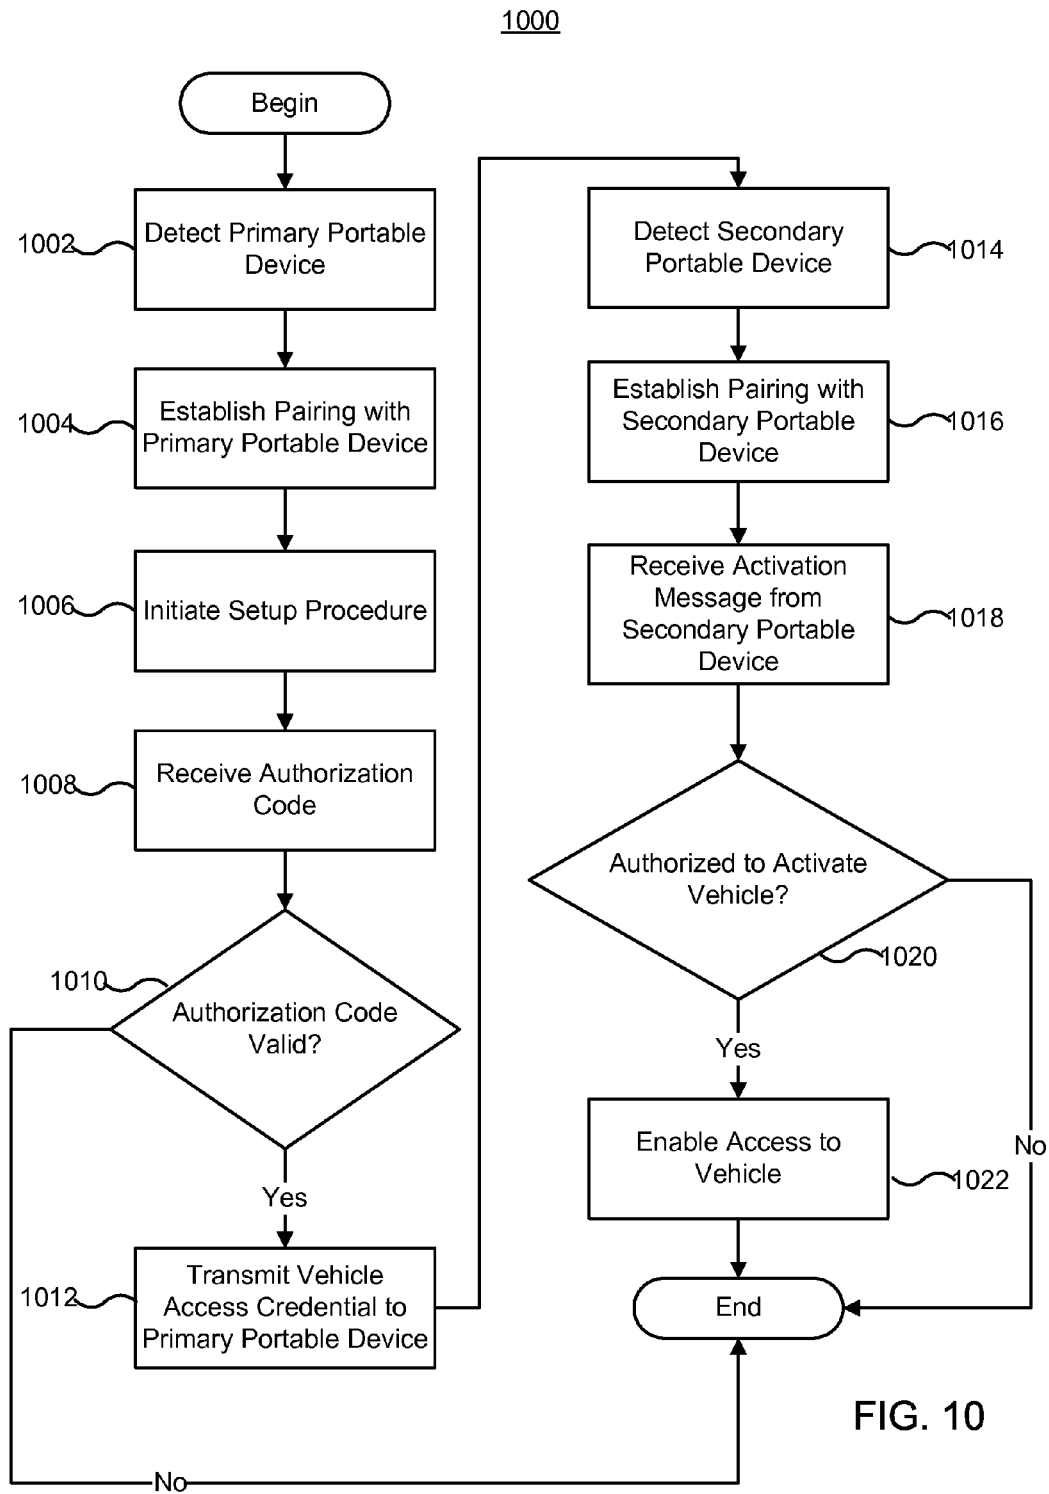 1000
Begin
1002
Detect Primary Portable
Device
1004
Establish Pairing with
Primary Portable Device
1006
Initiate Setup Procedure
1008
Receive Authorization
Code
1010
Authorization Code
Valid?
Yes
1012
Transmit Vehicle
Access Credential to
Primary Portable Device
No
Detect Secondary
Portable Device
1014
Establish Pairing with
Secondary Portable
Device
1016
Receive Activation
Message from
Secondary Portable
Device
1018
Authorized to Activate
Vehicle?
1020
Yes
No
Enable Access to
Vehicle
1022
End
FIG. 10